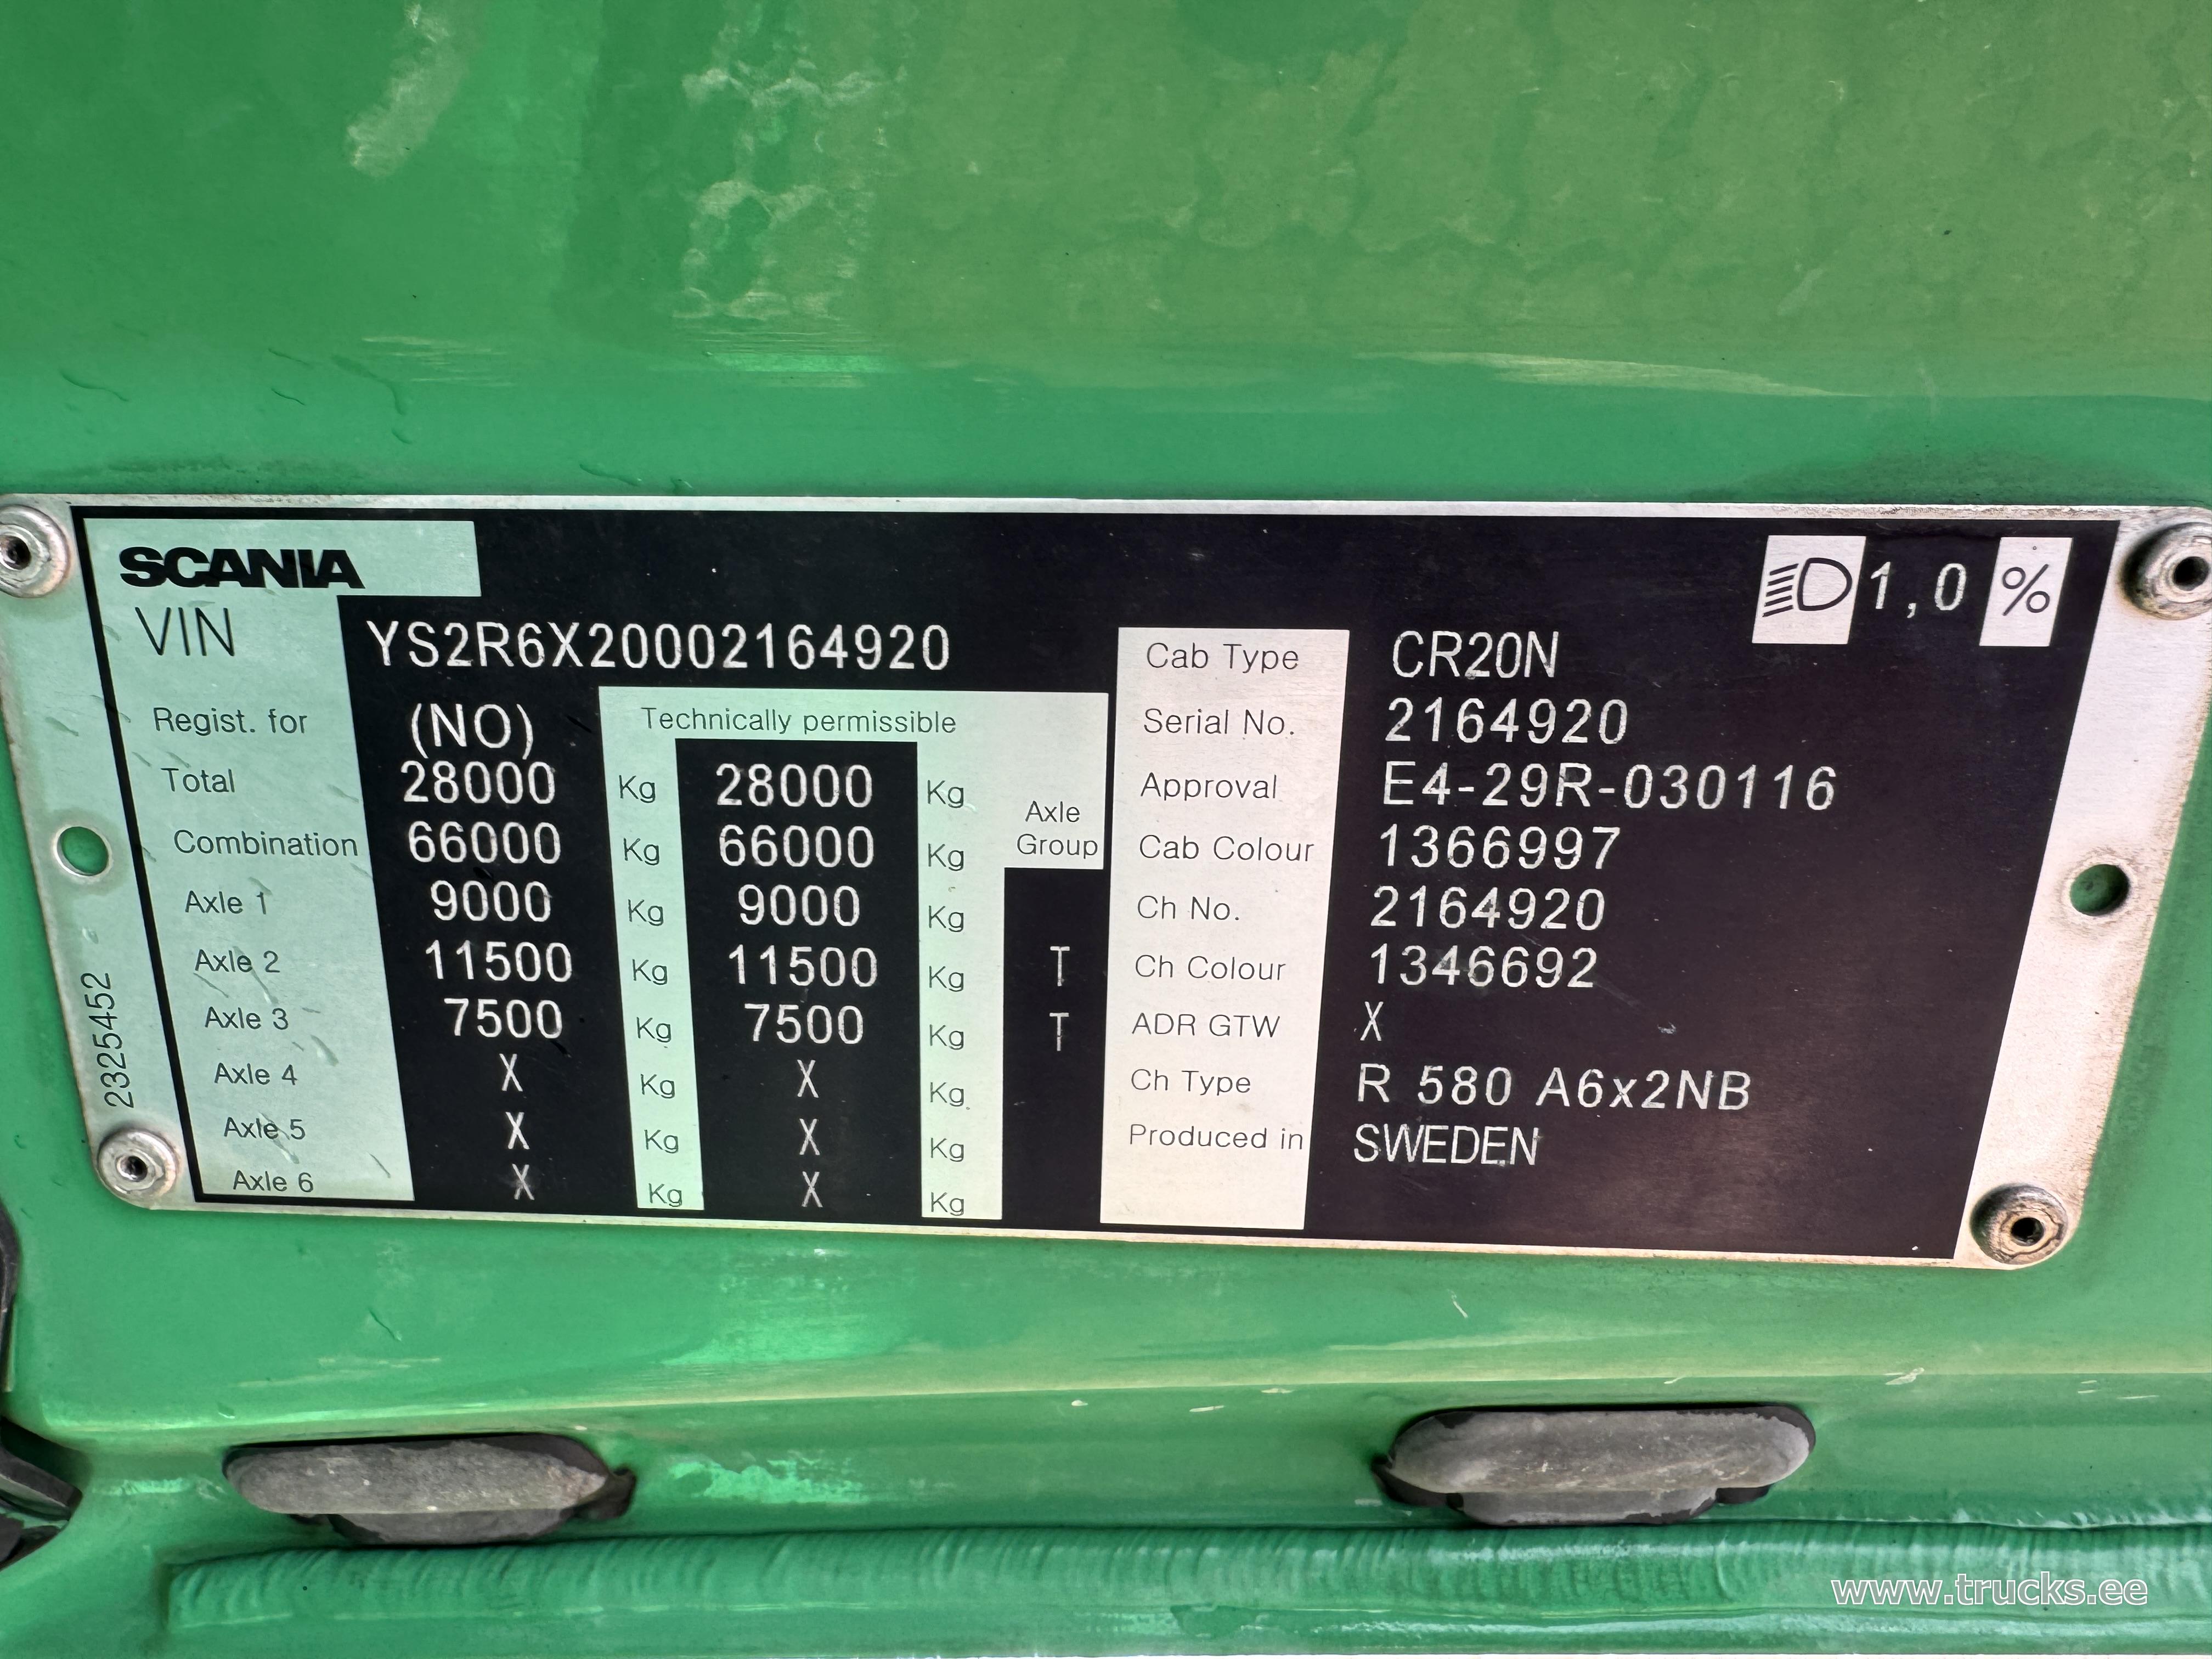 SCANIA
1,0 %
VIN YS2R6X20002164920
Regist. for (NO) Technically permissible
Total 28000 Kg 28000 Kg
Combination 66000 Kg 66000 Kg Axle Group
Axle 1 9000 Kg 9000 Kg
Axle 2 11500 Kg 11500 Kg T
Axle 3 7500 Kg 7500 Kg T
Axle 4 X Kg X Kg
Axle 5 X Kg X Kg
Axle 6 X Kg X Kg
2325452
Cab Type CR20N
Serial No. 2164920
Approval E4-29R-030116
Cab Colour 1366997
Ch No. 2164920
Ch Colour 1346692
ADR GTW X
Ch Type R 580 A6x2NB
Produced in SWEDEN
www.trucks.ee